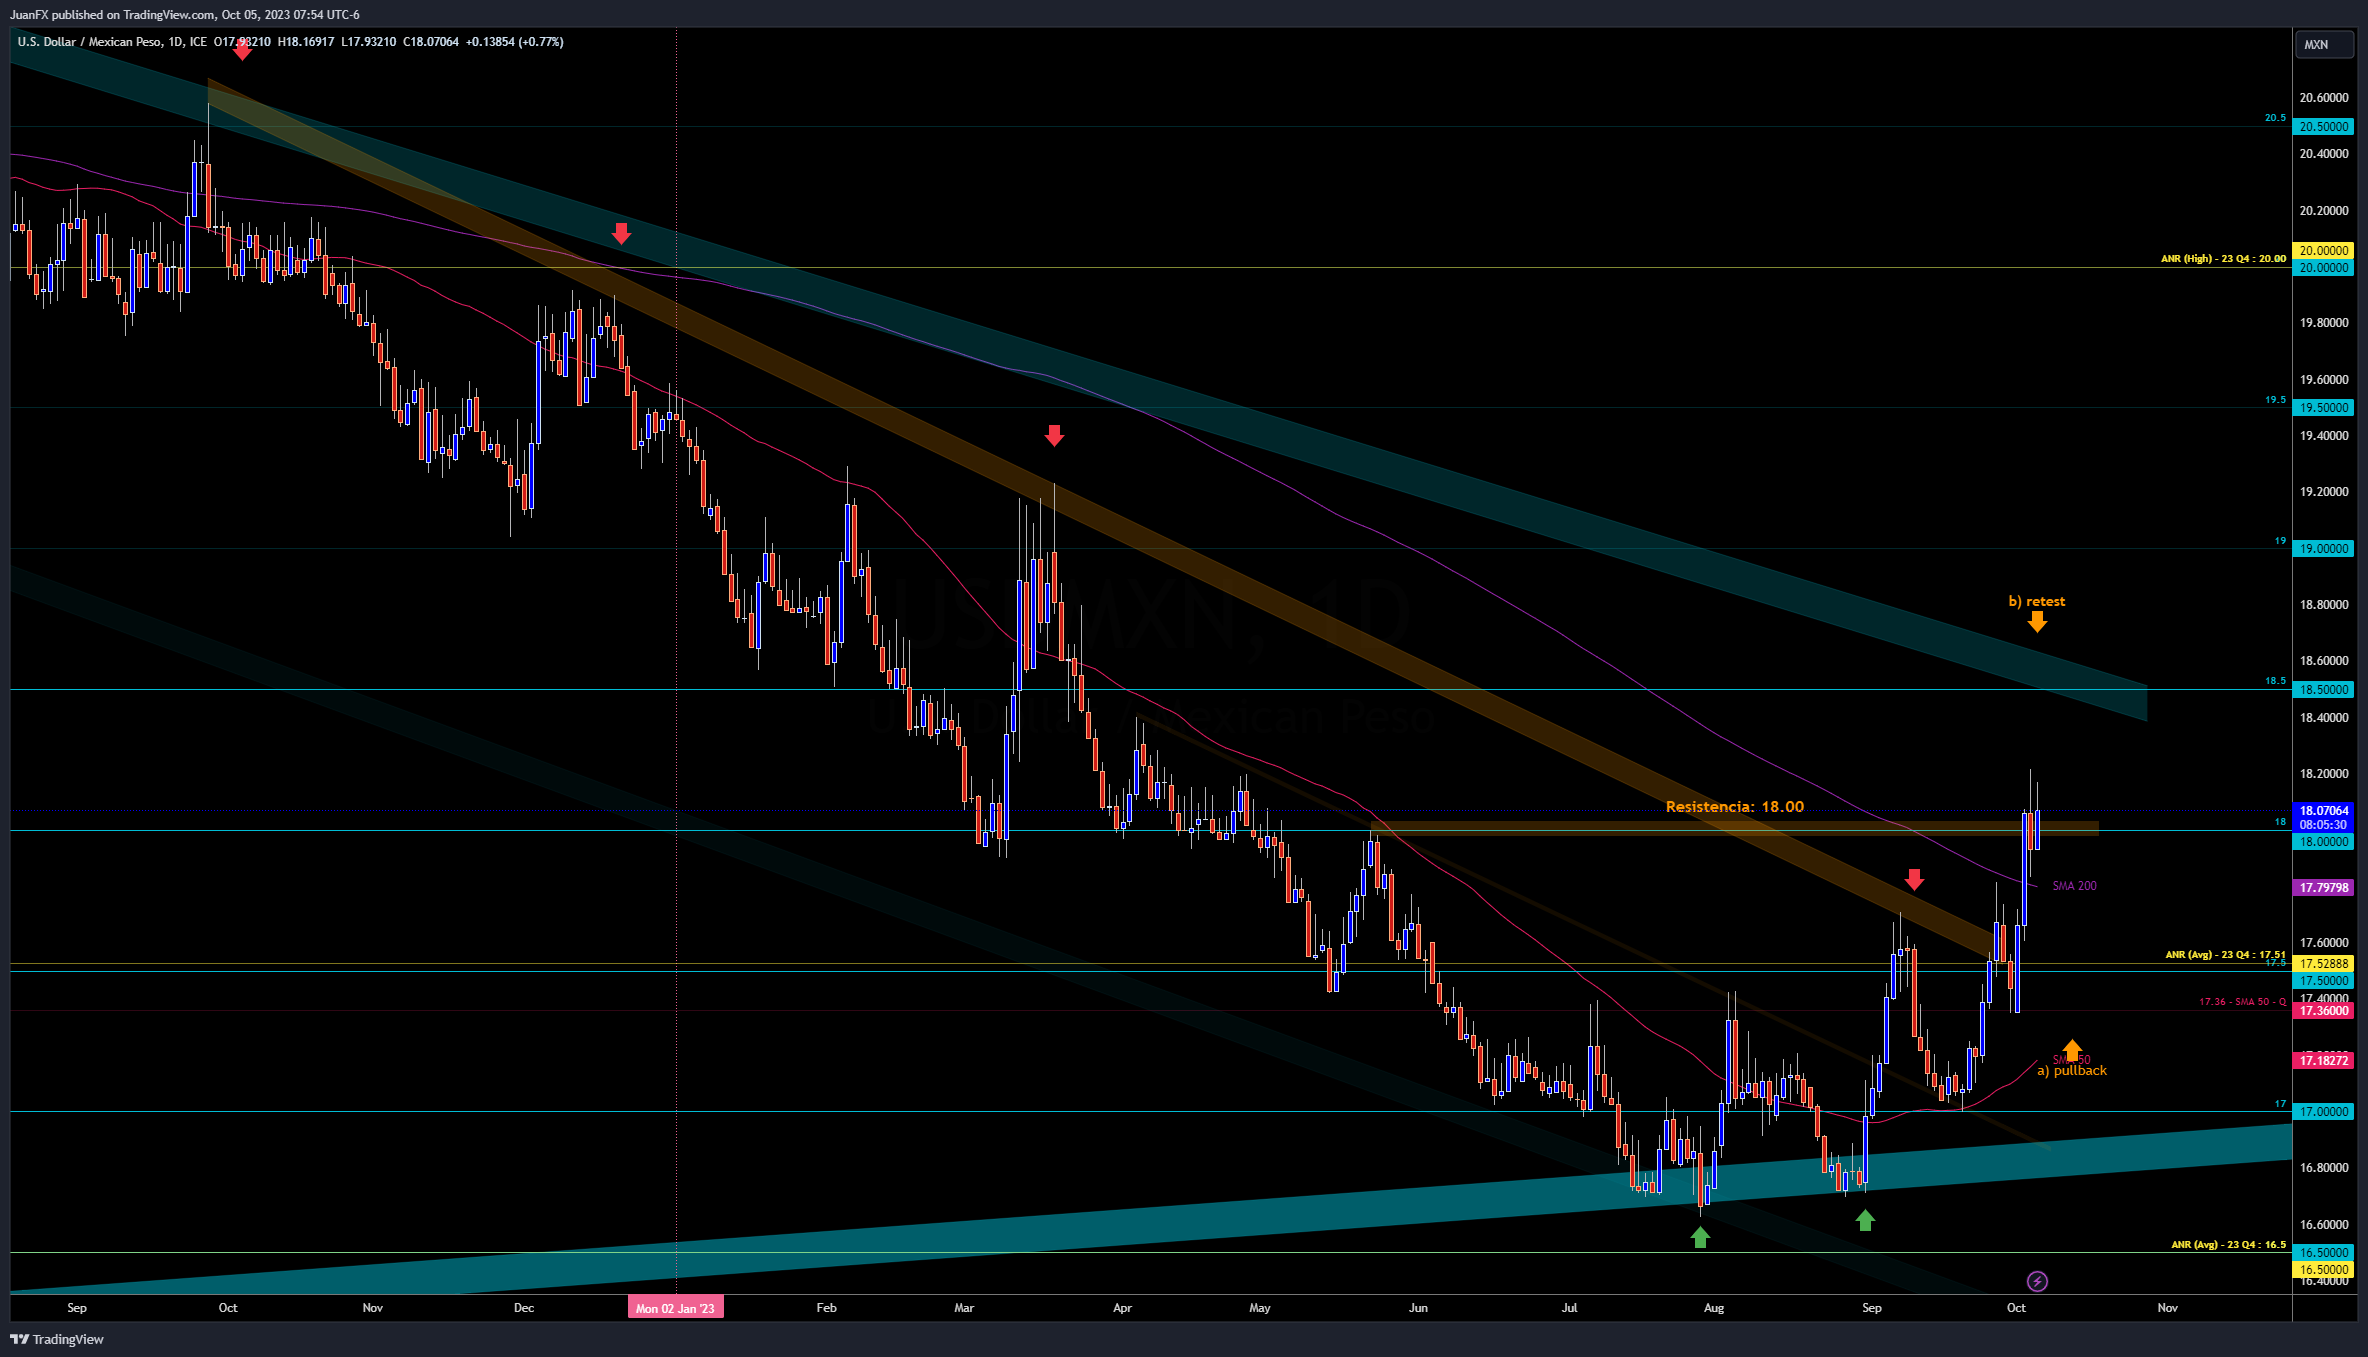 JuanFX published on TradingView.com, Oct 05, 2023 07:54 UTC-6
U.S. Dollar / Mexican Peso, 1D, ICE O17.93210 H18.16917 L17.93210 C18.07064 +0.13854 (+0.77%)
MXN
20.60000
20.5
20.50000
20.40000
20.20000
20.00000
ANR (High) - 23 Q4 : 20.00
20.00000
19.80000
19.60000
19.5
19.50000
19.40000
19.20000
19
19.00000
USDMXN, 1D
U.S. Dollar / Mexican Peso
b) retest
18.80000
18.60000
18.5
18.50000
18.40000
18.20000
Resistencia: 18.00
18.07064
18
08:05:30
18.00000
SMA 200
17.79798
17.60000
ANR (Avg) - 23 Q4 : 17.51
17.5
17.52888
17.50000
17.40000
17.36 - SMA 50 - Q
17.36000
SMA 50
17.18272
a) pullback
17
17.00000
16.80000
16.60000
ANR (Avg) - 23 Q4 : 16.5
16.50000
16.50000
16.40000
Sep Oct Nov Dec Mon 02 Jan '23 Feb Mar Apr May Jun Jul Aug Sep Oct Nov
TradingView